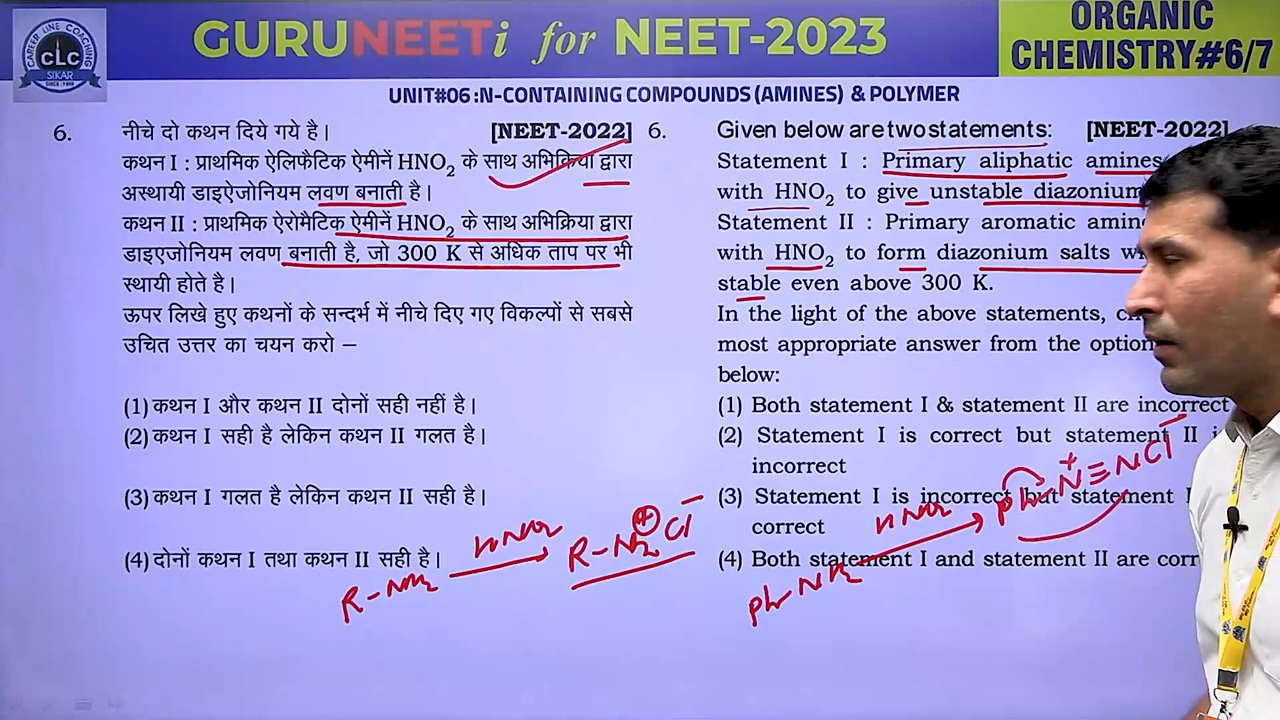 CAREER LINE COACHING
CLC
SIKAR
SINCE : 1996
GURUNEETi for NEET-2023
ORGANIC
CHEMISTRY#6/7
UNIT#06 :N-CONTAINING COMPOUNDS (AMINES) & POLYMER
6. नीचे दो कथन दिये गये है। [NEET-2022]
कथन I : प्राथमिक ऐलिफैटिक ऐमीनें HNO₂ के साथ अभिक्रिया द्वारा
अस्थायी डाइऐजोनियम लवण बनाती है।
कथन II : प्राथमिक ऐरोमैटिक ऐमीनें HNO₂ के साथ अभिक्रिया द्वारा
डाइएजोनियम लवण बनाती है, जो 300 K से अधिक ताप पर भी
स्थायी होते है।
ऊपर लिखे हुए कथनों के सन्दर्भ में नीचे दिए गए विकल्पों से सबसे
उचित उत्तर का चयन करो –
(1) कथन I और कथन II दोनों सही नहीं है।
(2) कथन I सही है लेकिन कथन II गलत है।
(3) कथन I गलत है लेकिन कथन II सही है।
(4) दोनों कथन I तथा कथन II सही है।
6. Given below are two statements: [NEET-2022]
Statement I : Primary aliphatic amines
with HNO₂ to give unstable diazonium
Statement II : Primary aromatic amin
with HNO₂ to form diazonium salts w
stable even above 300 K.
In the light of the above statements, ch
most appropriate answer from the option
below:
(1) Both statement I & statement II are incorrect
(2) Statement I is correct but statement II i
incorrect
(3) Statement I is incorrect but statement I
correct
(4) Both statement I and statement II are corr
R-NH₂ HNO₂ R-N₂⊕Cl⁻
Ph NH₂ HNO₂ Ph-N⁺≡NCl⁻